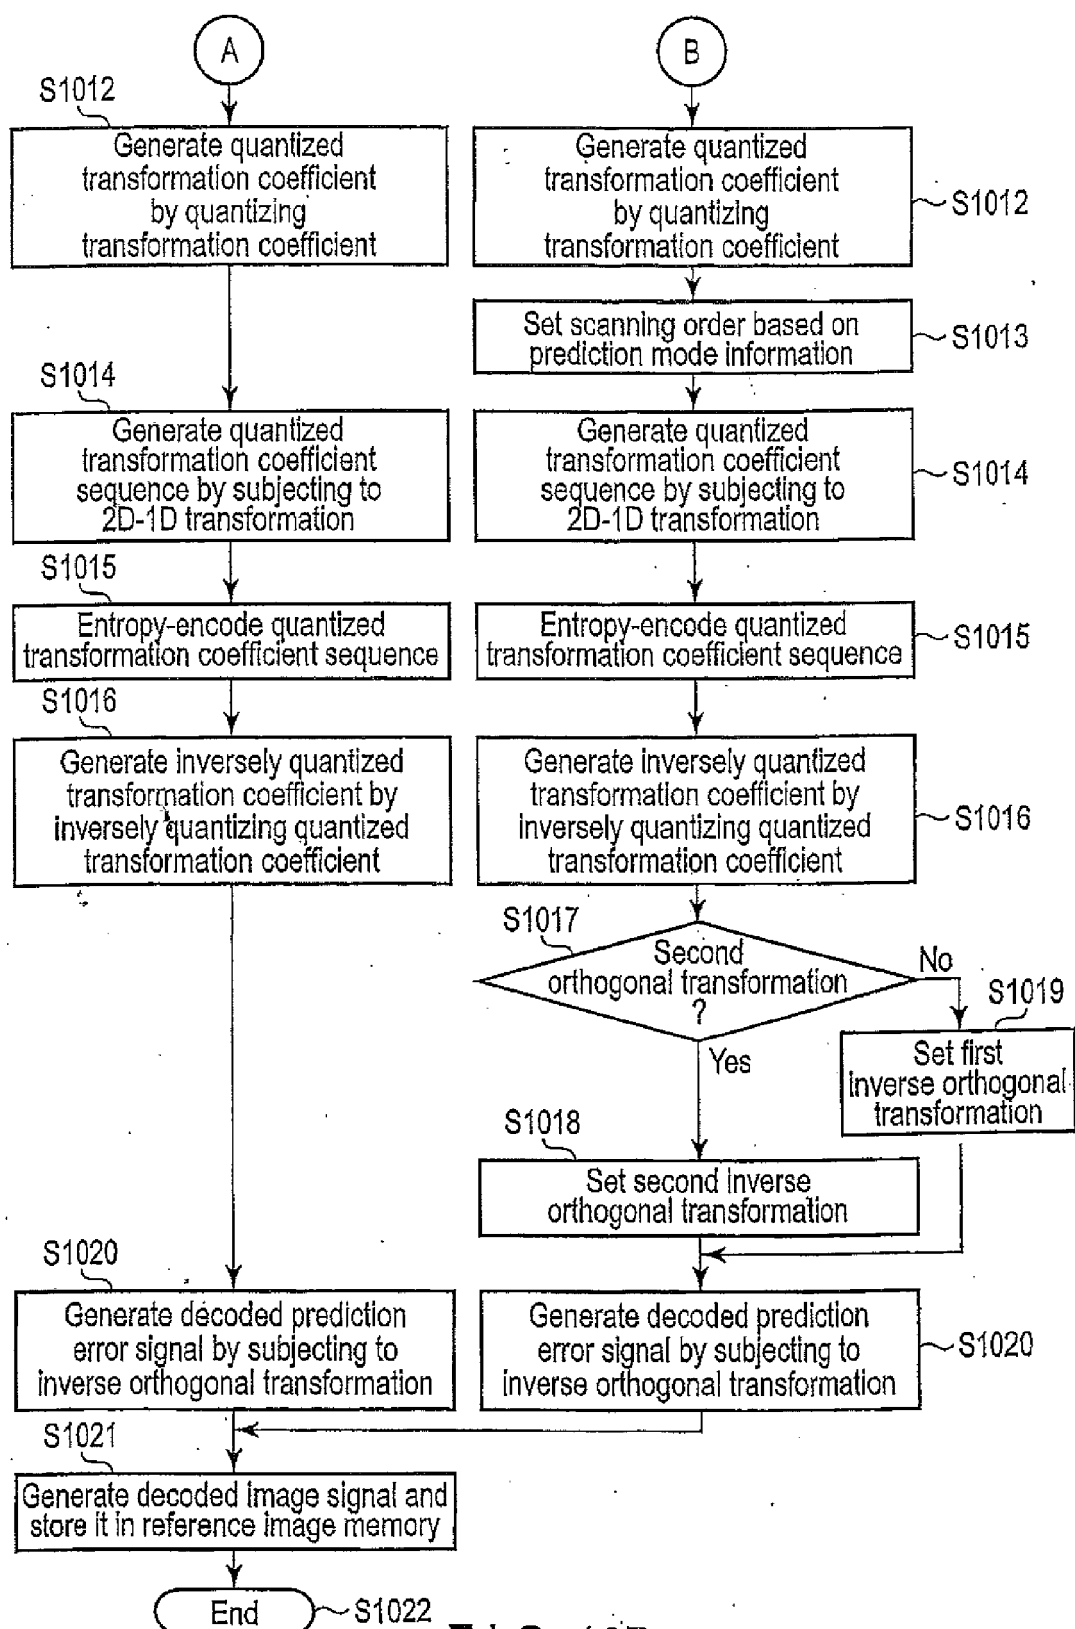 A
S1012
Generate quantized
transformation coefficient
by quantizing
transformation coefficient
S1014
Generate quantized
transformation coefficient
sequence by subjecting to
2D-1D transformation
S1015
Entropy-encode quantized
transformation coefficient sequence
S1016
Generate inversely quantized
transformation coefficient by
inversely quantizing quantized
transformation coefficient
S1020
Generate decoded prediction
error signal by subjecting to
inverse orthogonal transformation
S1021
Generate decoded image signal and
store it in reference image memory
End
S1022
B
Generate quantized
transformation coefficient
by quantizing
transformation coefficient
S1012
Set scanning order based on
prediction mode information
S1013
Generate quantized
transformation coefficient
sequence by subjecting to
2D-1D transformation
S1014
Entropy-encode quantized
transformation coefficient sequence
S1015
Generate inversely quantized
transformation coefficient by
inversely quantizing quantized
transformation coefficient
S1016
S1017
Second
orthogonal transformation
?
No
Yes
S1019
Set first
inverse orthogonal
transformation
S1018
Set second inverse
orthogonal transformation
Generate decoded prediction
error signal by subjecting to
inverse orthogonal transformation
S1020